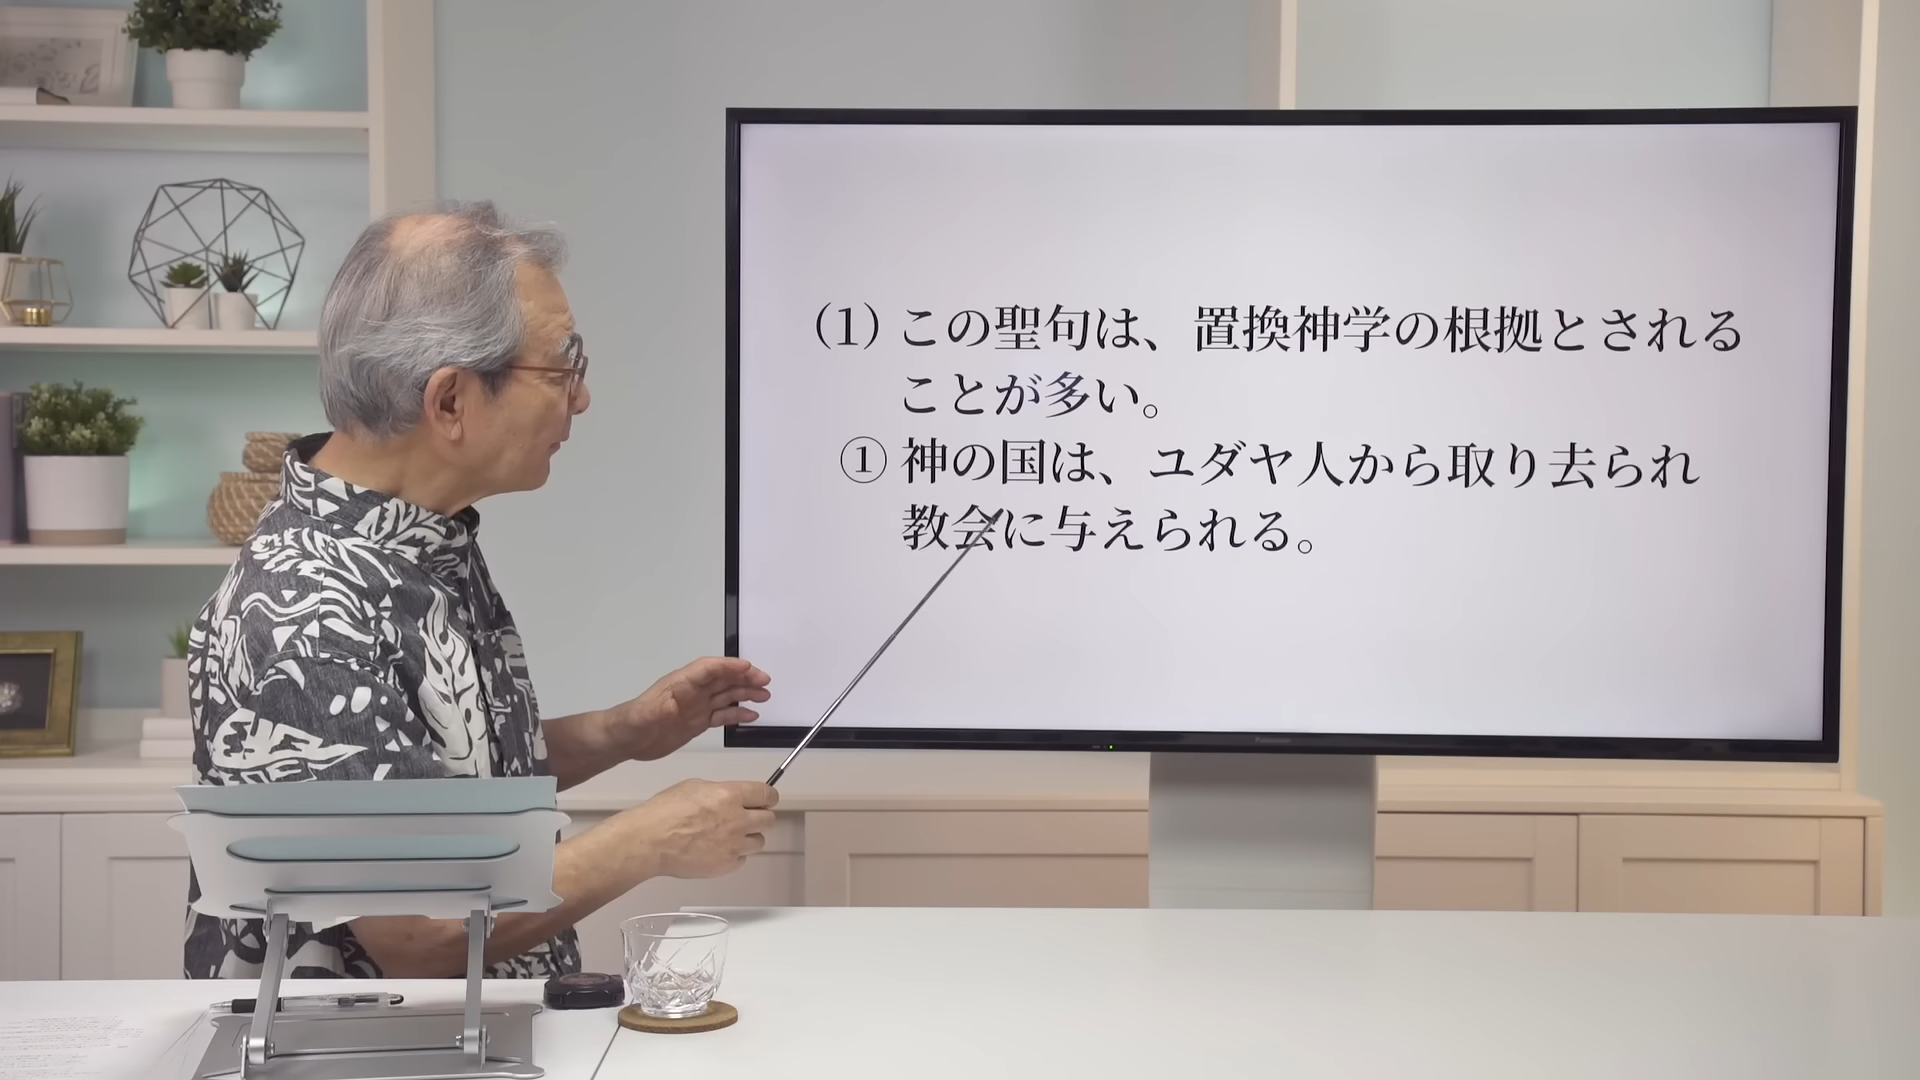 (1) この聖句は、置換神学の根拠とされる
ことが多い。
① 神の国は、ユダヤ人から取り去られ
教会に与えられる。